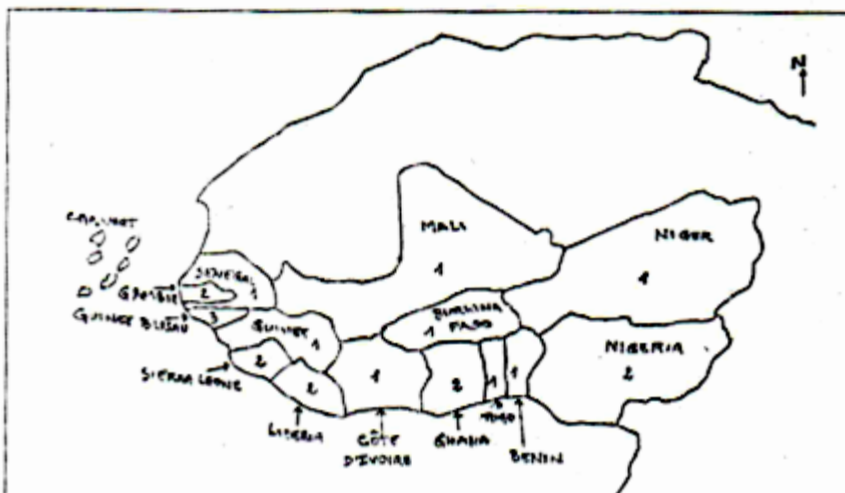 N
CAP-VERT
MALI
1
NIGER
1
SENEGAL
1
GAMBIE
2
GUINEE BISSAU
3
GUINEE
1
BURKINA
FASO
1
NIGERIA
2
SIERRA LEONE
2
2
1
2
1
1
LIBERIA
CÔTE
D'IVOIRE
GHANA
TOGO
BENIN